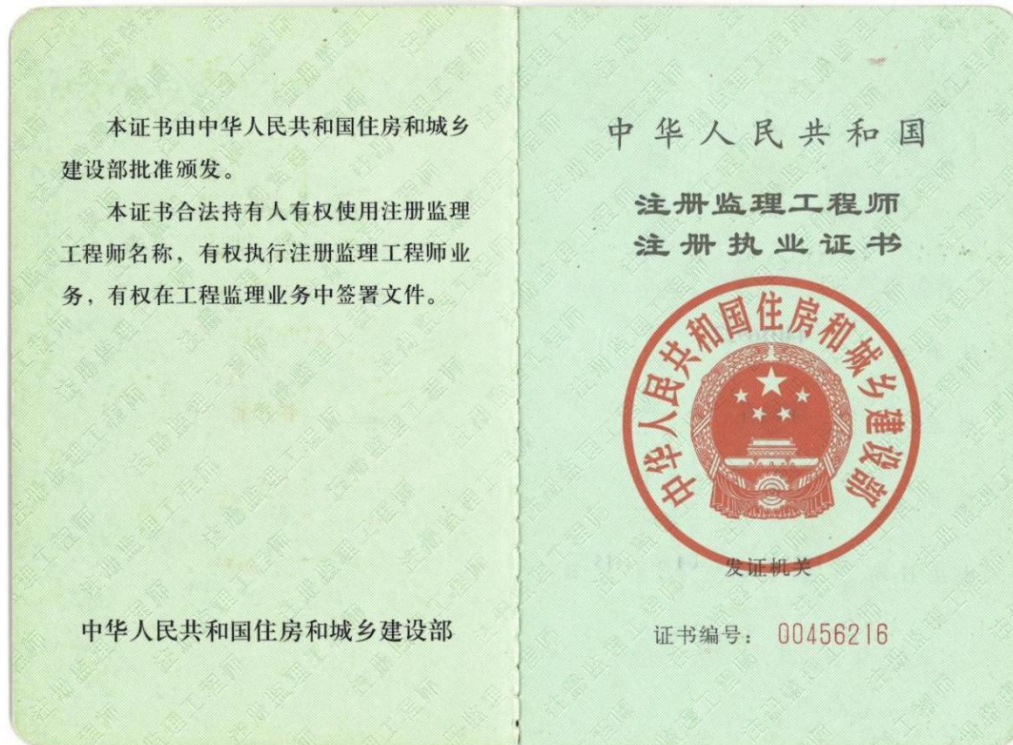 本证书由中华人民共和国住房和城乡
建设部批准颁发。
本证书合法持有人有权使用注册监理
工程师名称，有权执行注册监理工程师业
务，有权在工程监理业务中签署文件。
中华人民共和国住房和城乡建设部
中华人民共和国
注册监理工程师
注册执业证书
中华人民共和国住房和城乡建设部
发证机关
证书编号： 00456216